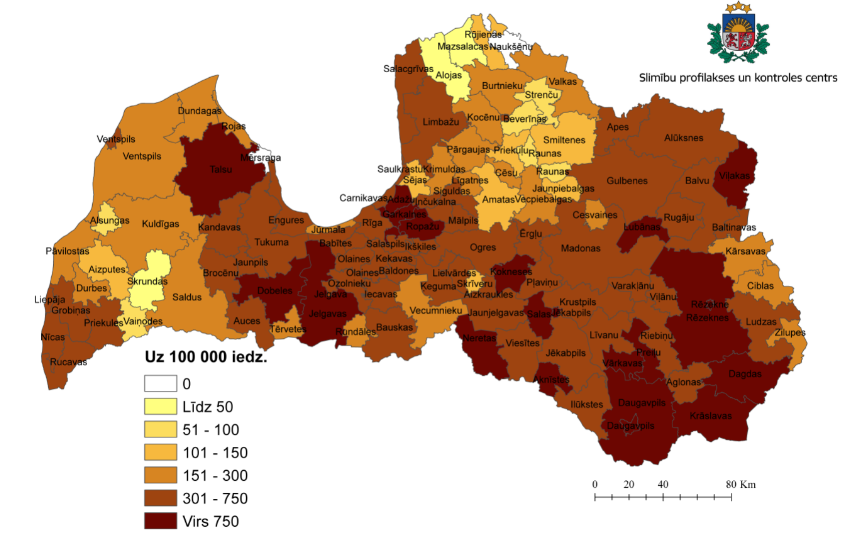 Rūjienas
Mazsalacas
Naukšēnu
Salacgrīvas
Alojas
Slimību profilakses un kontroles centrs
Burtnieku
Valkas
Strenču
Dundagas
Rojas
Limbažu
Kocēnu
Beverīnas
Apes
Alūksnes
Ventspils
Ventspils
Mērsraga
Smiltenes
Pārgaujas
Priekuļu
Raunas
Talsu
Saulkrastu
Krimuldas
Cēsu
Raunas
Gulbenes
Balvu
Viļakas
Sējas
Līgatnes
Siguldas
Jaunpiebalgas
Carnikavas
Ādažu
Inčukalna
Amatas
Vecpiebalgas
Alsungas
Kuldīgas
Kandavas
Engures
Jūrmala
Rīga
Garkalnes
Ropažu
Mālpils
Cesvaines
Lubānas
Rugāju
Baltinavas
Ērgļu
Pāvilostas
Tukuma
Babītes
Salaspils
Ikšķiles
Ogres
Madonas
Kārsavas
Aizputes
Jaunpils
Olaines
Ķekavas
Skrundas
Brocēnu
Olaines
Baldones
Lielvārdes
Kokneses
Durbes
Dobeles
Ozolnieku
Ķeguma
Skrīveru
Pļaviņu
Varakļānu
Ciblas
Liepāja
Saldus
Jelgava
Iecavas
Aizkraukles
Viļānu
Grobiņas
Krustpils
Rēzekne
Priekules
Vaiņodes
Auces
Jelgavas
Vecumnieku
Jaunjelgavas
Salas
Jēkabpils
Rēzeknes
Ludzas
Nīcas
Tērvetes
Rundāles
Bauskas
Neretas
Viesītes
Līvānu
Riebiņu
Zilupes
Rucavas
Jēkabpils
Preiļu
Vārkavas
Uz 100 000 iedz.
Aknīstes
Aglonas
Dagdas
0
Līdz 50
Ilūkstes
Daugavpils
Krāslavas
51 - 100
Daugavpils
101 - 150
151 - 300
301 - 750
0 20 40 80 Km
Virs 750